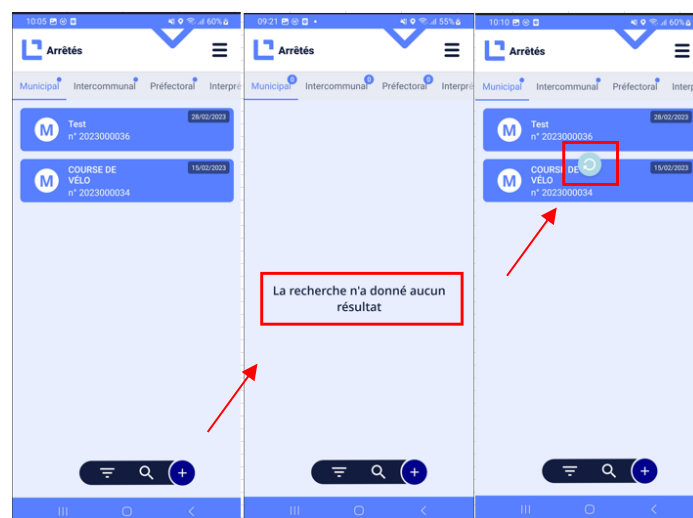 10:05
60%
Arrêtés
Municipal Intercommunal Préfectoral Interpré
Test
28/02/2023
n° 2023000036
COURSE DE
15/02/2023
VÉLO
n° 2023000034
09:21
55%
Arrêtés
Municipal 0 Intercommunal 0 Préfectoral 0 Interpré
La recherche n'a donné aucun
résultat
10:10
60%
Arrêtés
Municipal Intercommunal Préfectoral Interp
Test
28/02/2023
n° 2023000036
COURSE DE
15/02/2023
VÉLO
n° 2023000034